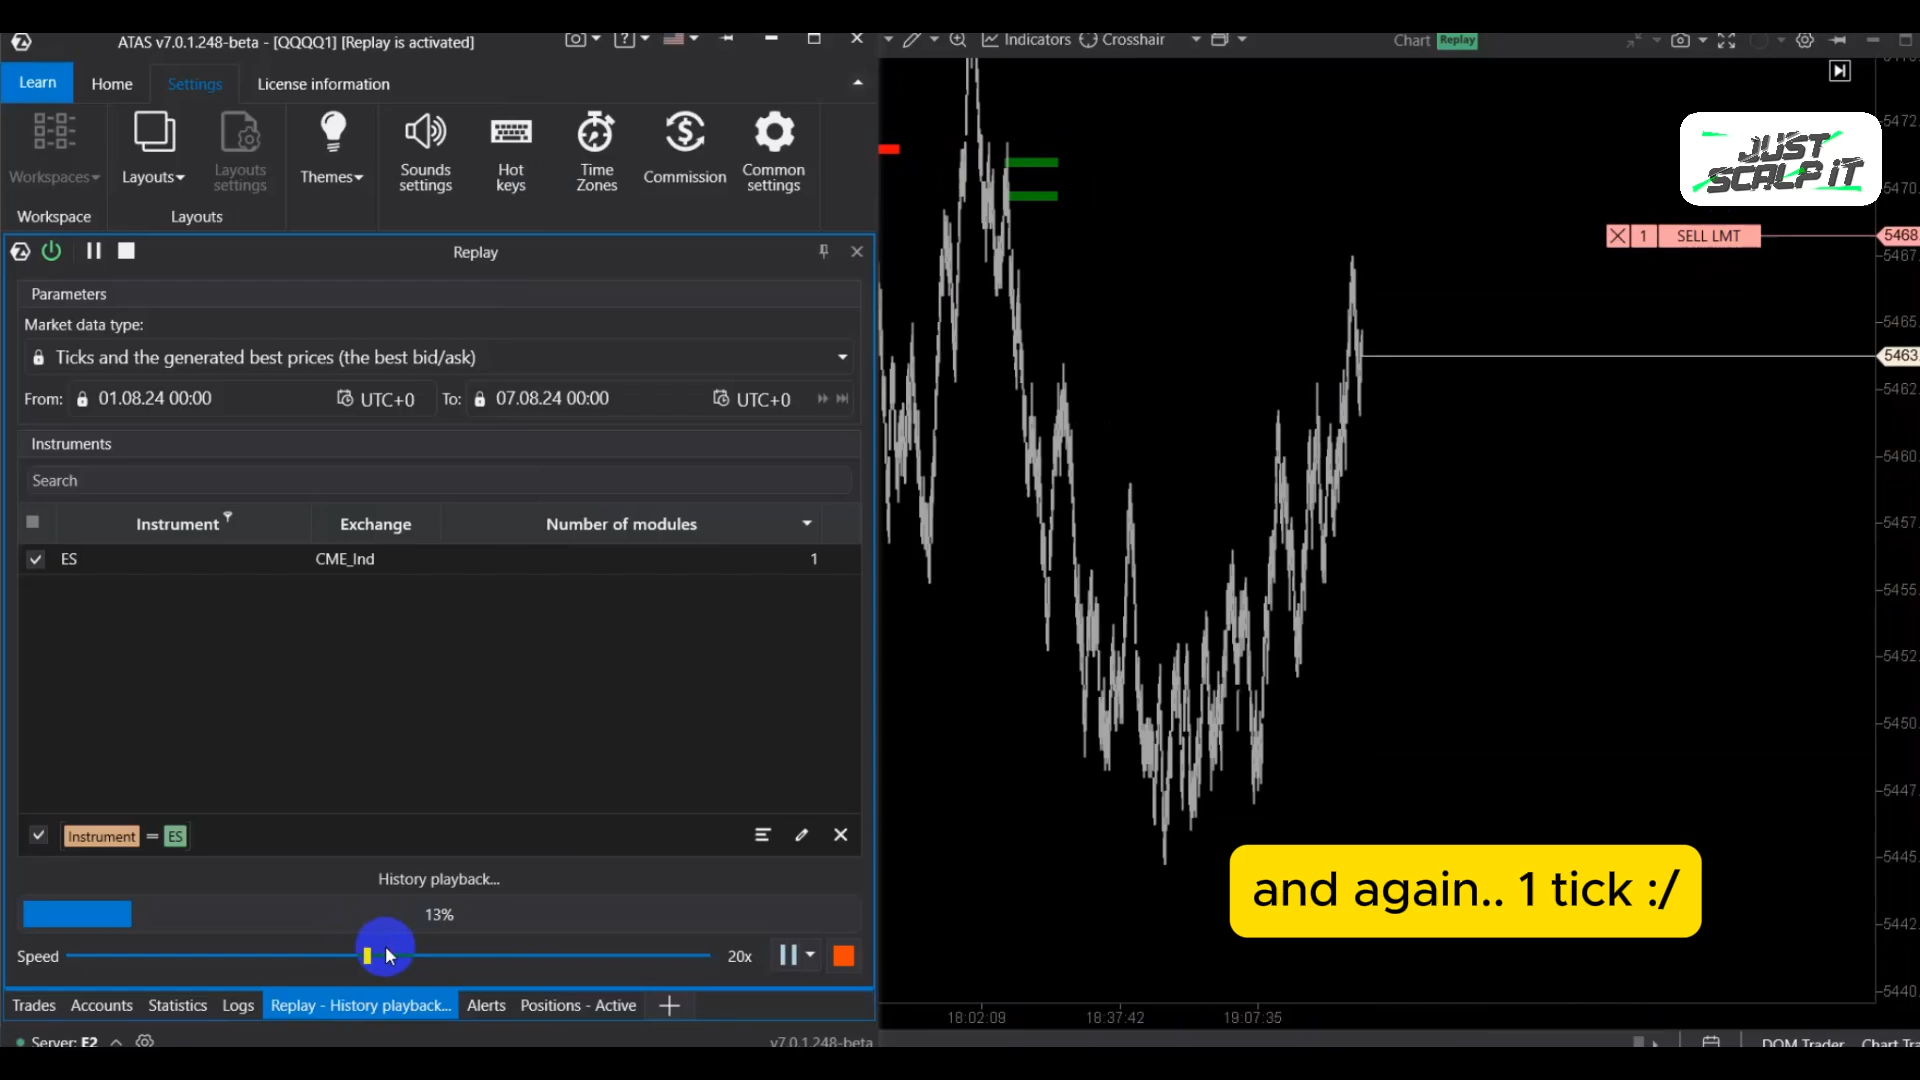 ATAS v7.0.1.248-beta - [QQQQ1] [Replay is activated]
Indicators Crosshair Chart Replay
Learn Home Settings License information
Workspaces Layouts Layouts settings Themes Sounds settings Hot keys Time Zones Commission Common settings
Workspace Layouts
JUST SCALP iT
Replay
1 SELL LMT 5468
Parameters
Market data type:
Ticks and the generated best prices (the best bid/ask)
From: 01.08.24 00:00 UTC+0 To: 07.08.24 00:00 UTC+0
Instruments
Search
Instrument Exchange Number of modules
ES CME_Ind 1
Instrument = ES
History playback...
13%
Speed 20x
Trades Accounts Statistics Logs Replay - History playback... Alerts Positions - Active
Server: E2 v7.0.1.248-beta
5472.
5470.
5467.
5465.
5463.
5462.
5460.
5457.
5455.
5452.
5450.
5447.
5445.
5442.
5440.
and again.. 1 tick :/
18:02:09 18:37:42 19:07:35
DOM Trader Chart Tra